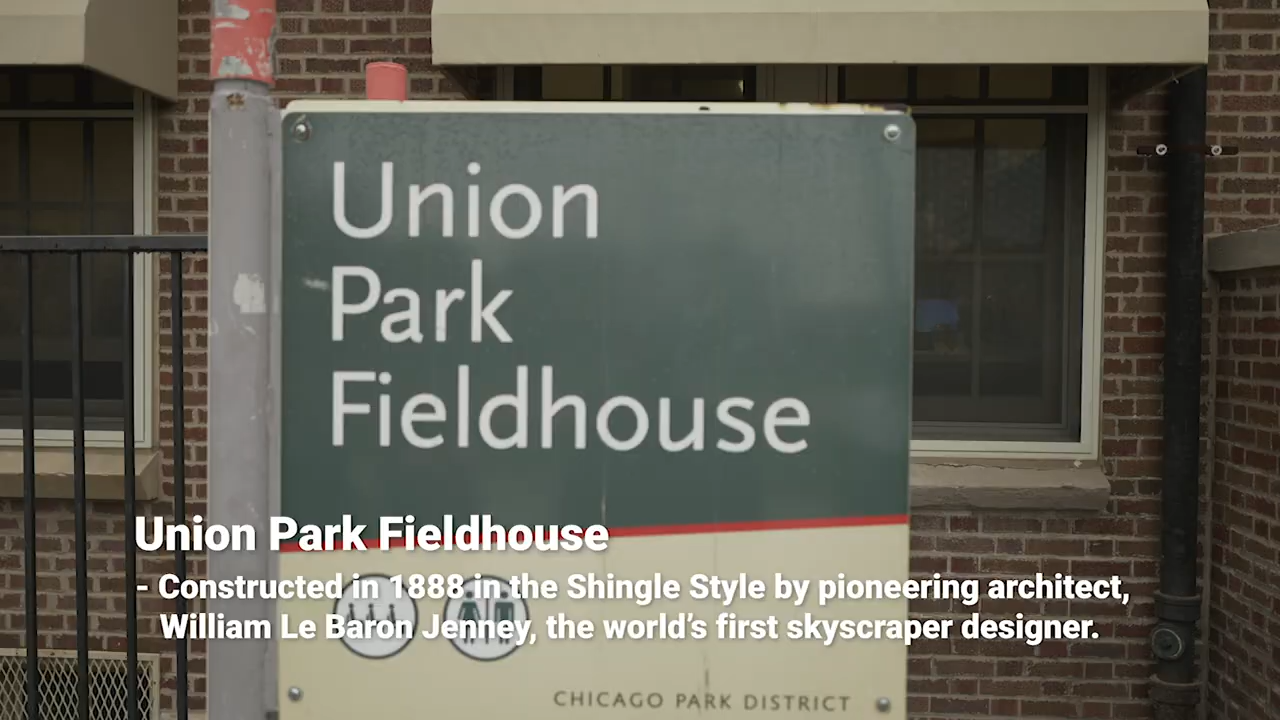 Union
Park
Fieldhouse
Union Park Fieldhouse
- Constructed in 1888 in the Shingle Style by pioneering architect,
William Le Baron Jenney, the world’s first skyscraper designer.
CHICAGO PARK DISTRICT